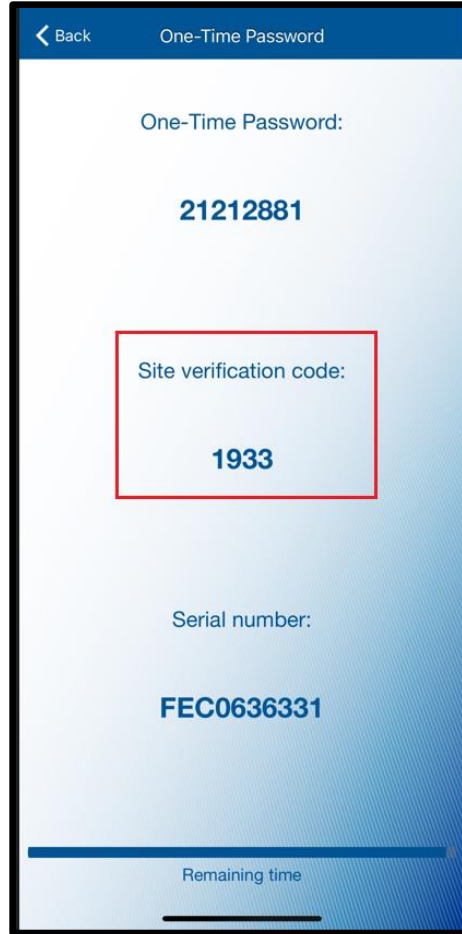 Back
One-Time Password
One-Time Password:
21212881
Site verification code:
1933
Serial number:
FEC0636331
Remaining time